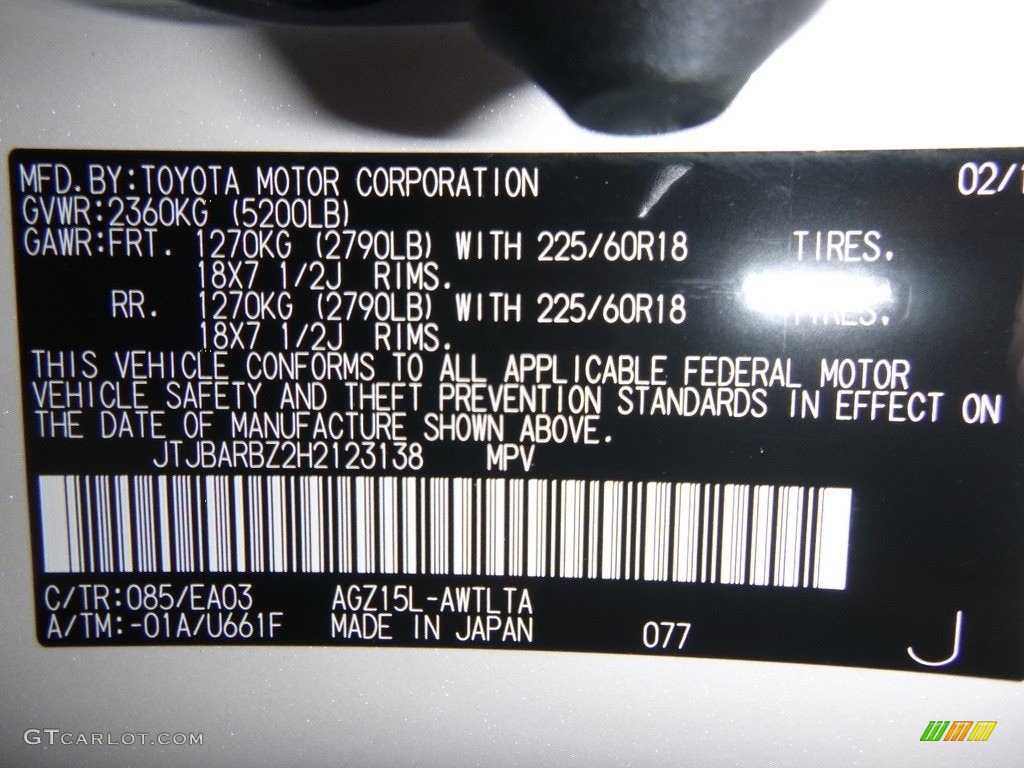 MFD.BY:TOYOTA MOTOR CORPORATION 02/1
GVWR:2360KG (5200LB)
GAWR:FRT. 1270KG (2790LB) WITH 225/60R18 TIRES.
18X7 1/2J RIMS.
RR. 1270KG (2790LB) WITH 225/60R18 TIRES.
18X7 1/2J RIMS.
THIS VEHICLE CONFORMS TO ALL APPLICABLE FEDERAL MOTOR
VEHICLE SAFETY AND THEFT PREVENTION STANDARDS IN EFFECT ON
THE DATE OF MANUFACTURE SHOWN ABOVE.
JTJBARBZ2H2123138 MPV
C/TR:085/EA03 AGZ15L-AWTLTA
A/TM:-01A/U661F MADE IN JAPAN 077 J
GTCARLOT.COM